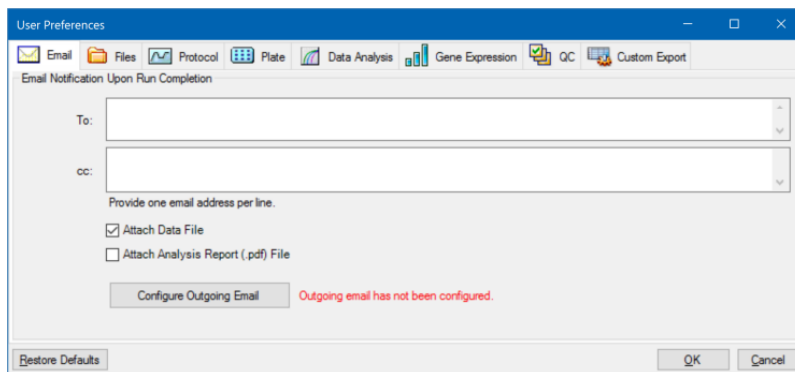 User Preferences
Email Files Protocol Plate Data Analysis Gene Expression QC Custom Export
Email Notification Upon Run Completion
To:
cc:
Provide one email address per line.
Attach Data File
Attach Analysis Report (.pdf) File
Configure Outgoing Email Outgoing email has not been configured.
Restore Defaults OK Cancel